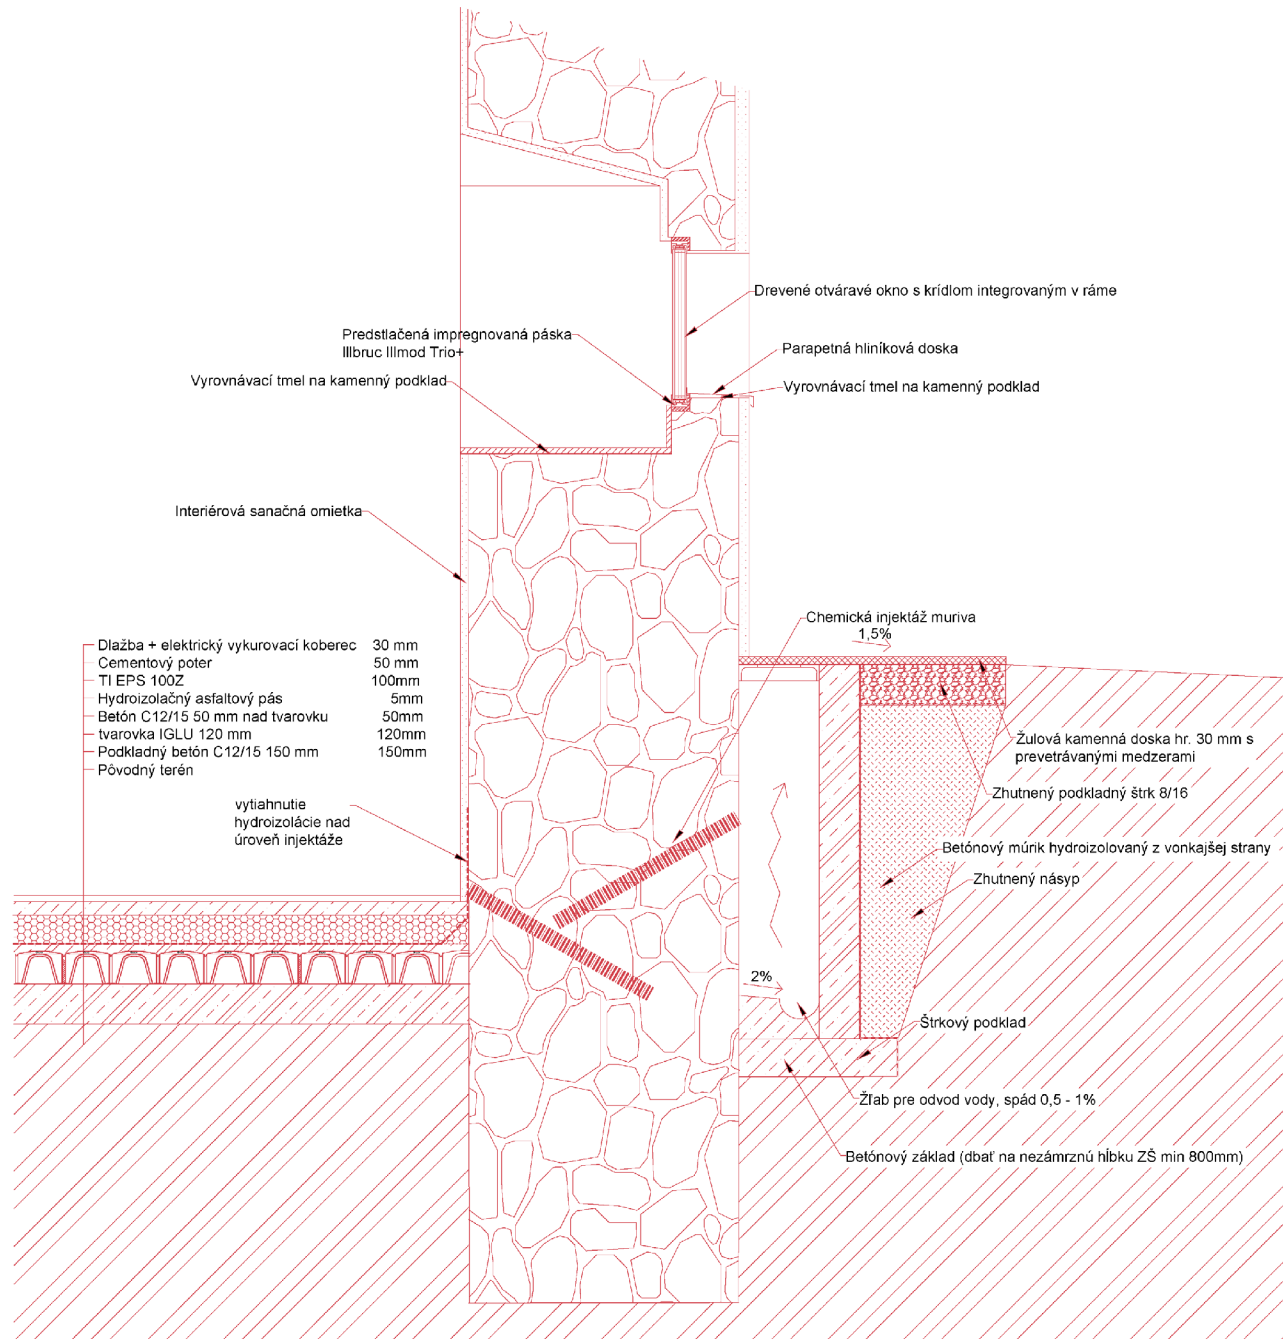 Drevené otváravé okno s krídlom integrovaným v ráme
Predstlačená impregnovaná páska
Illbruc Illmod Trio+
Parapetná hliníková doska
Vyrovnávací tmel na kamenný podklad
Vyrovnávací tmel na kamenný podklad
Interiérová sanačná omietka
Chemická injektáž muriva
1,5%
Dlažba + elektrický vykurovací koberec 30 mm
Cementový poter 50 mm
TI EPS 100Z 100mm
Hydroizolačný asfaltový pás 5mm
Betón C12/15 50 mm nad tvarovku 50mm
tvarovka IGLU 120 mm 120mm
Podkladný betón C12/15 150 mm 150mm
Pôvodný terén
Žulová kamenná doska hr. 30 mm s
prevetrávanými medzerami
Zhutnený podkladný štrk 8/16
vytiahnutie
hydroizolácie nad
úroveň injektáže
Betónový múrik hydroizolovaný z vonkajšej strany
Zhutnený násyp
2%
Štrkový podklad
Žľab pre odvod vody, spád 0,5 - 1%
Betónový základ (dbať na nezámrznú hĺbku ZŠ min 800mm)